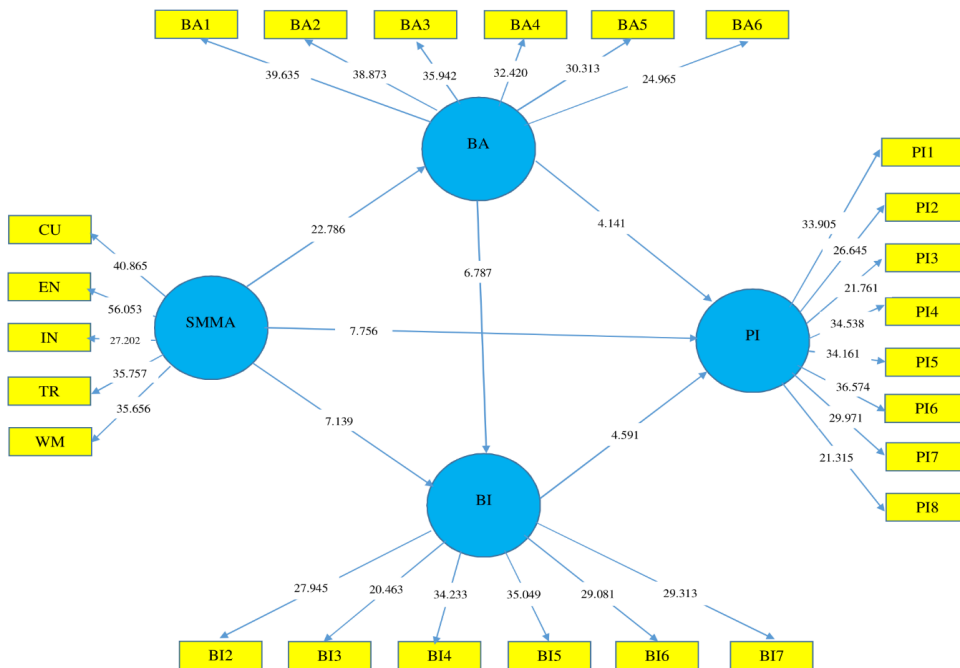 BA1
BA2
BA3
BA4
BA5
BA6
39.635
38.873
35.942
32.420
30.313
24.965
BA
PI1
PI2
PI3
PI4
PI5
PI6
PI7
PI8
33.905
26.645
21.761
34.538
34.161
36.574
29.971
21.315
CU
EN
IN
TR
WM
40.865
56.053
27.202
35.757
35.656
SMMA
22.786
4.141
6.787
7.756
7.139
4.591
PI
BI
27.945
20.463
34.233
35.049
29.081
29.313
BI2
BI3
BI4
BI5
BI6
BI7